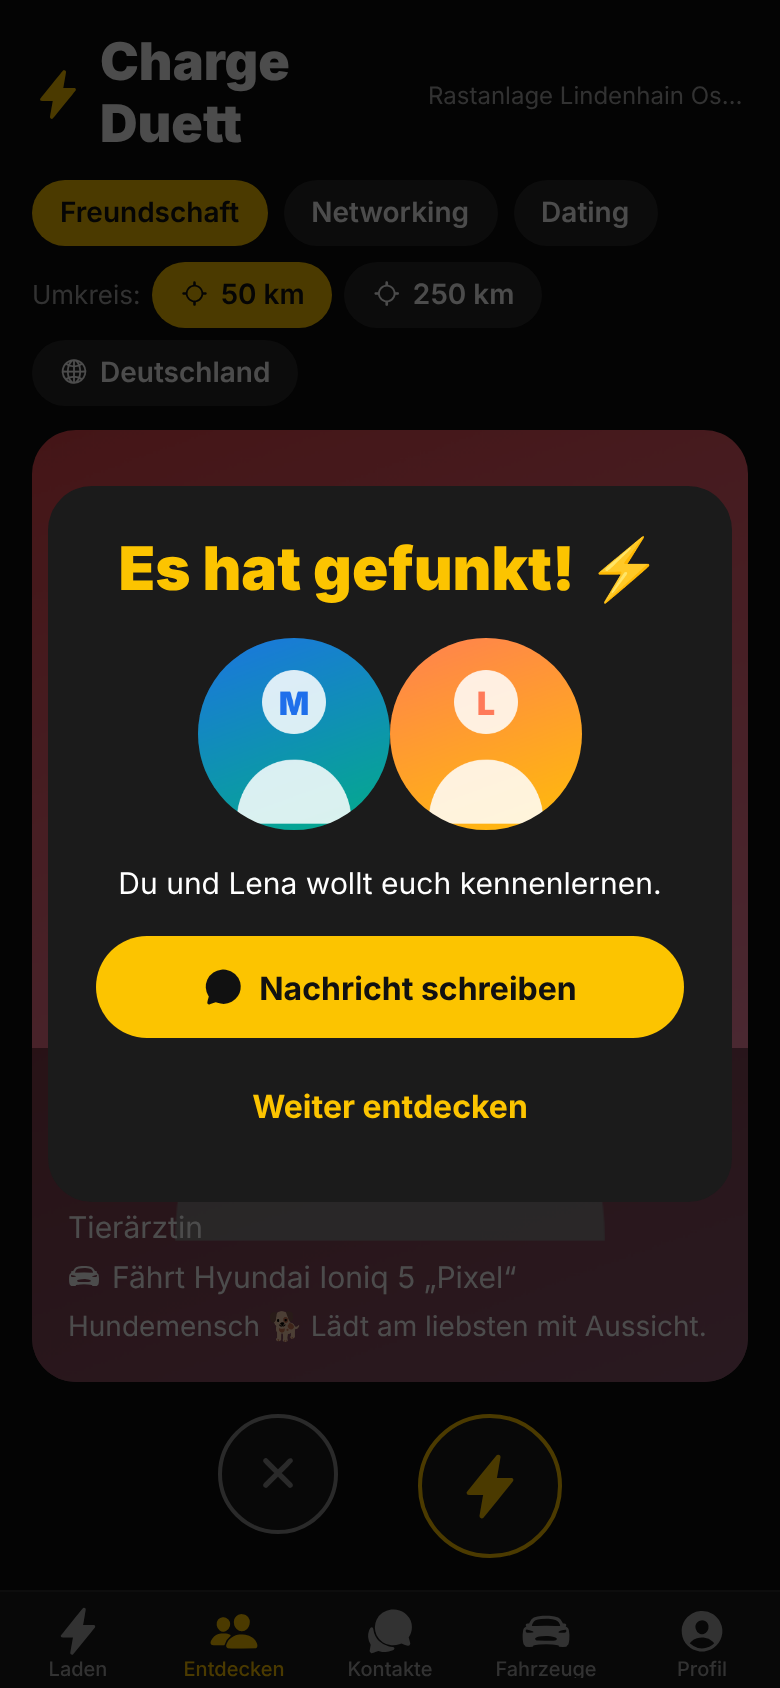 Charge
Duett
Rastanlage Lindenhain Os...
Freundschaft
Networking
Dating
Umkreis:
50 km
250 km
Deutschland
Es hat gefunkt! ⚡
M
L
Du und Lena wollt euch kennenlernen.
Nachricht schreiben
Weiter entdecken
Tierärztin
Fährt Hyundai Ioniq 5 „Pixel“
Hundemensch 🐕 Lädt am liebsten mit Aussicht.
Laden
Entdecken
Kontakte
Fahrzeuge
Profil